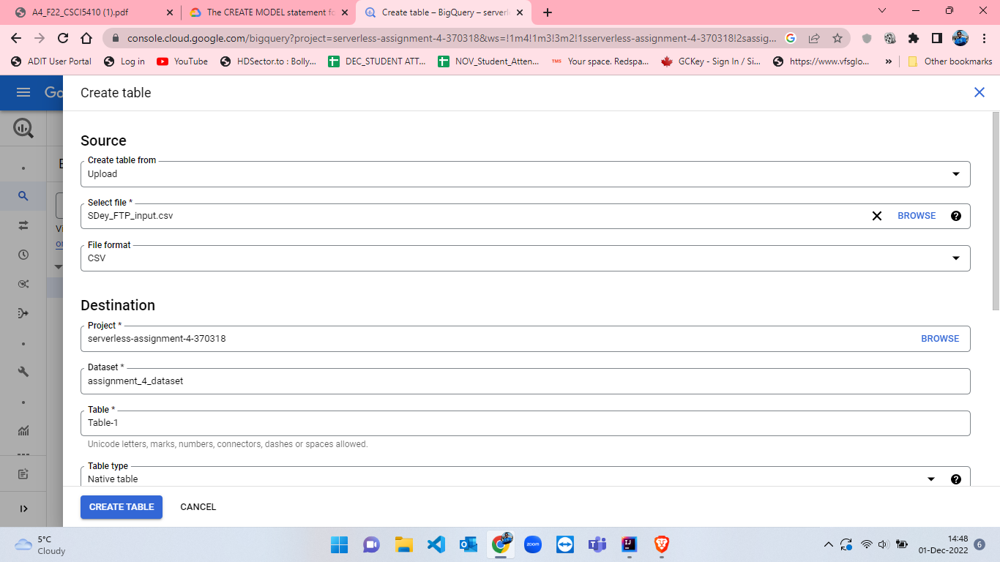 A4_F22_CSCI5410 (1).pdf
The CREATE MODEL statement fo
Create table – BigQuery – serverl
console.cloud.google.com/bigquery?project=serverless-assignment-4-370318&ws=!1m4!1m3!3m2!1sserverless-assignment-4-370318!2sassig...
ADIT User Portal
Log in
YouTube
HDSector.to : Bolly...
DEC_STUDENT ATT...
NOV_Student_Atten...
TMS
Your space. Redspa...
GCKey - Sign In / Si...
https://www.vfsglo...
»
Other bookmarks
Create table
Source
Create table from
Upload
Select file *
SDey_FTP_input.csv
BROWSE
File format
CSV
Destination
Project *
serverless-assignment-4-370318
BROWSE
Dataset *
assignment_4_dataset
Table *
Table-1
Unicode letters, marks, numbers, connectors, dashes or spaces allowed.
Table type
Native table
CREATE TABLE
CANCEL
5°C
Cloudy
zoom
14:48
01-Dec-2022
6